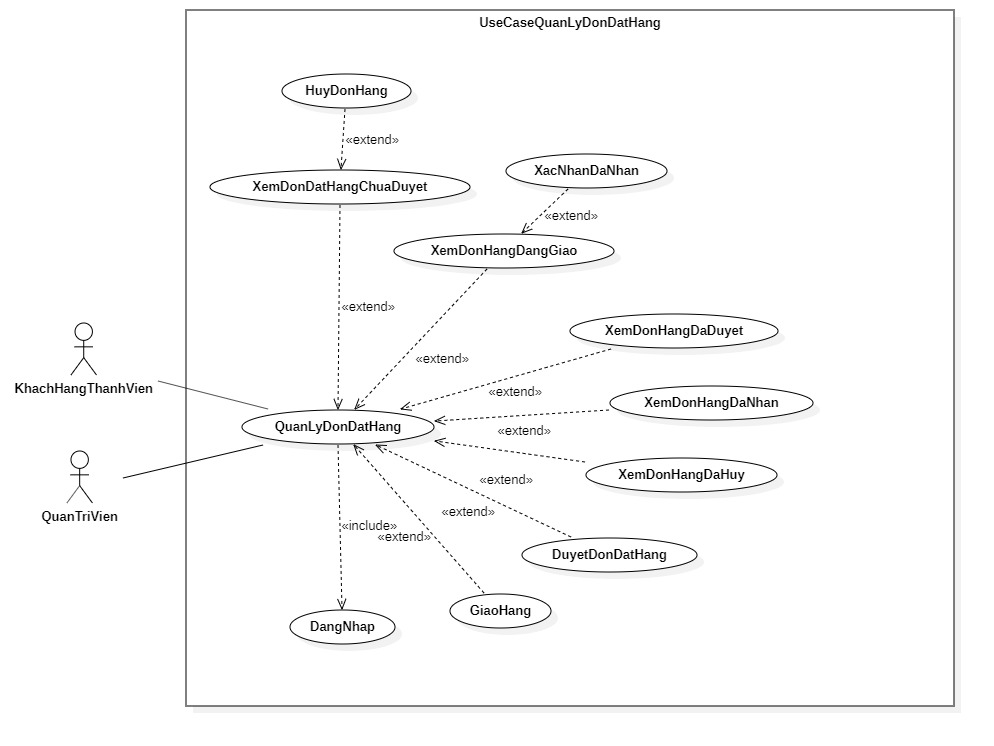 UseCaseQuanLyDonDatHang
HuyDonHang
«extend»
XemDonDatHangChuaDuyet
XacNhanDaNhan
«extend»
XemDonHangDangGiao
«extend»
«extend»
XemDonHangDaDuyet
«extend»
XemDonHangDaNhan
KhachHangThanhVien
QuanLyDonDatHang
«extend»
XemDonHangDaHuy
«extend»
QuanTriVien
«extend»
«include»
«extend»
DuyetDonDatHang
GiaoHang
DangNhap